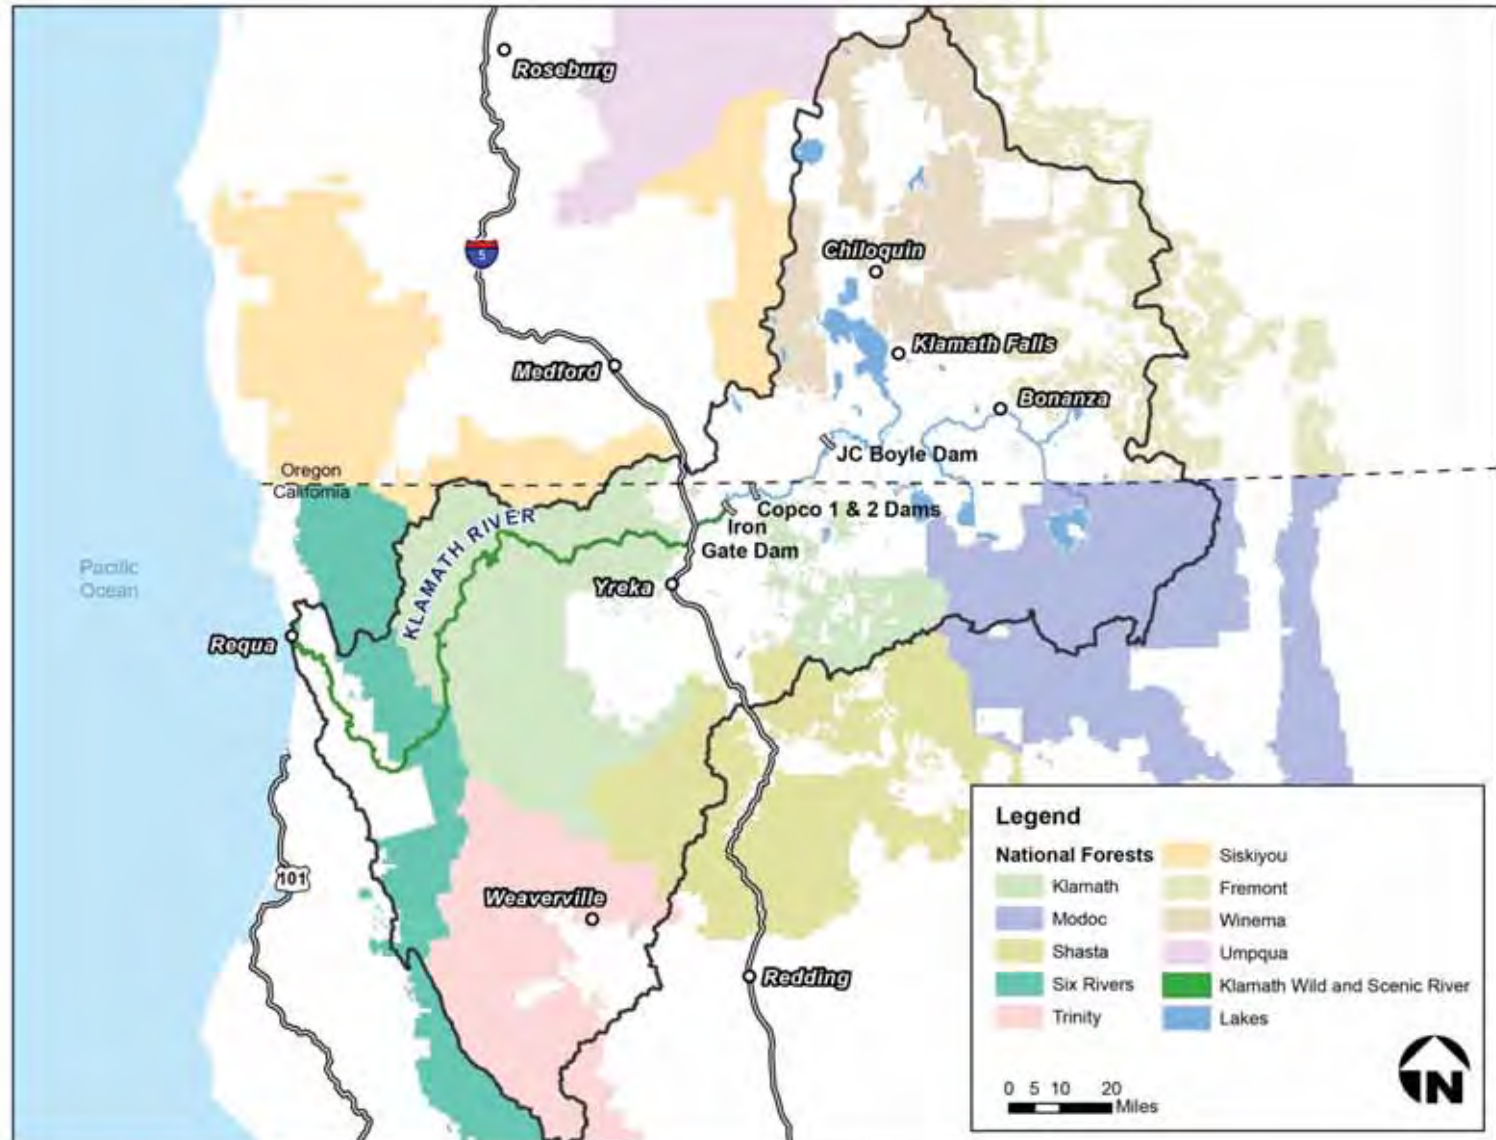 Roseburg
5
Chiloquin
Klamath Falls
Medford
Bonanza
JC Boyle Dam
Oregon
California
Copco 1 & 2 Dams
KLAMATH RIVER
Iron
Gate Dam
Pacific
Ocean
Yreka
Requa
101
Weaverville
Redding
Legend
National Forests
Klamath
Modoc
Shasta
Six Rivers
Trinity
Siskiyou
Fremont
Winema
Umpqua
Klamath Wild and Scenic River
Lakes
0 5 10 20
Miles
N